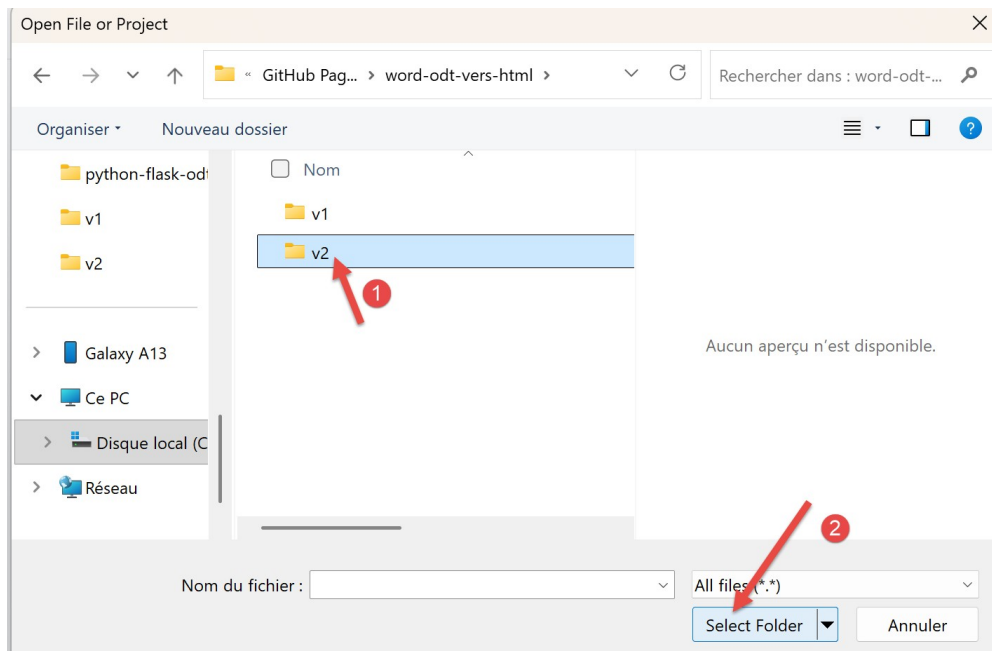 Open File or Project
« GitHub Pag... > word-odt-vers-html >
Rechercher dans : word-odt-...
Organiser
Nouveau dossier
?
python-flask-odt
v1
v2
Galaxy A13
Ce PC
Disque local (C
Réseau
Nom
v1
v2
1
Aucun aperçu n'est disponible.
2
Nom du fichier :
All files (*.*)
Select Folder
Annuler